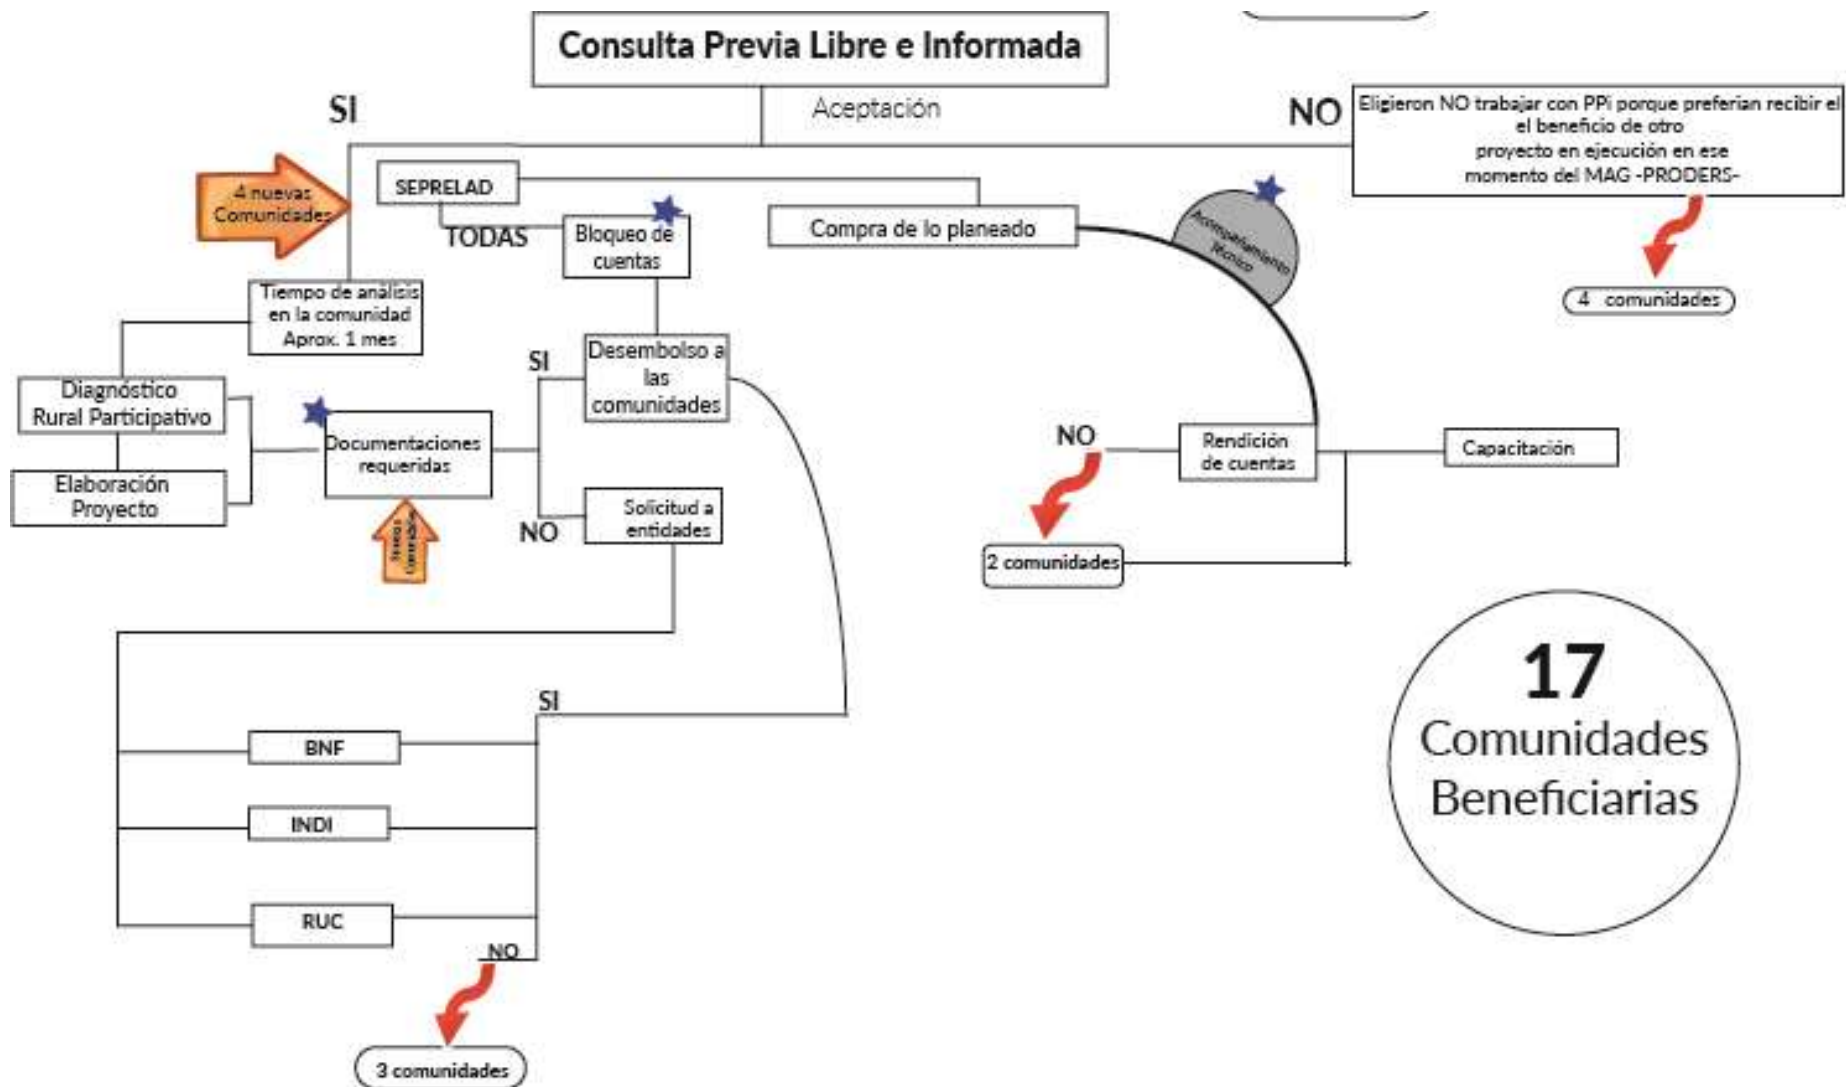 Consulta Previa Libre e Informada
SI
Aceptación
NO
Eligieron NO trabajar con PPi porque preferian recibir el
el beneficio de otro
proyecto en ejecución en ese
momento del MAG -PRODERS-
4 nuevas
Comunidades
SEPRELAD
TODAS
Bloqueo de
cuentas
Compra de lo planeado
Acompañamiento
Técnico
4 comunidades
Tiempo de análisis
en la comunidad
Aprox. 1 mes
Diagnóstico
Rural Participativo
Elaboración
Proyecto
Documentaciones
requeridas
SI
Desembolso a
las
comunidades
NO
Solicitud a
entidades
NO
Rendición
de cuentas
Capacitación
2 comunidades
17
Comunidades
Beneficiarias
SI
BNF
INDI
RUC
NO
3 comunidades